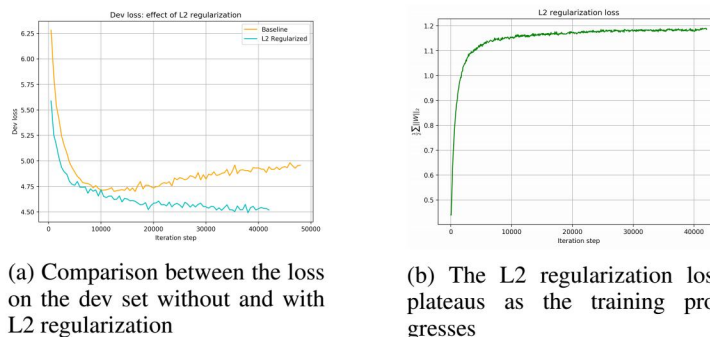 Dev loss: effect of L2 regularization
Baseline
L2 Regularized
6.25
6.00
5.75
5.50
5.25
5.00
4.75
4.50
Dev loss
0
10000
20000
30000
40000
50000
Iteration step
(a) Comparison between the loss
on the dev set without and with
L2 regularization
L2 regularization loss
1.2
1.1
1.0
0.9
0.8
0.7
0.6
0.5
0
10000
20000
30000
40000
Iteration step
(b) The L2 regularization los
plateaus as the training pro
gresses